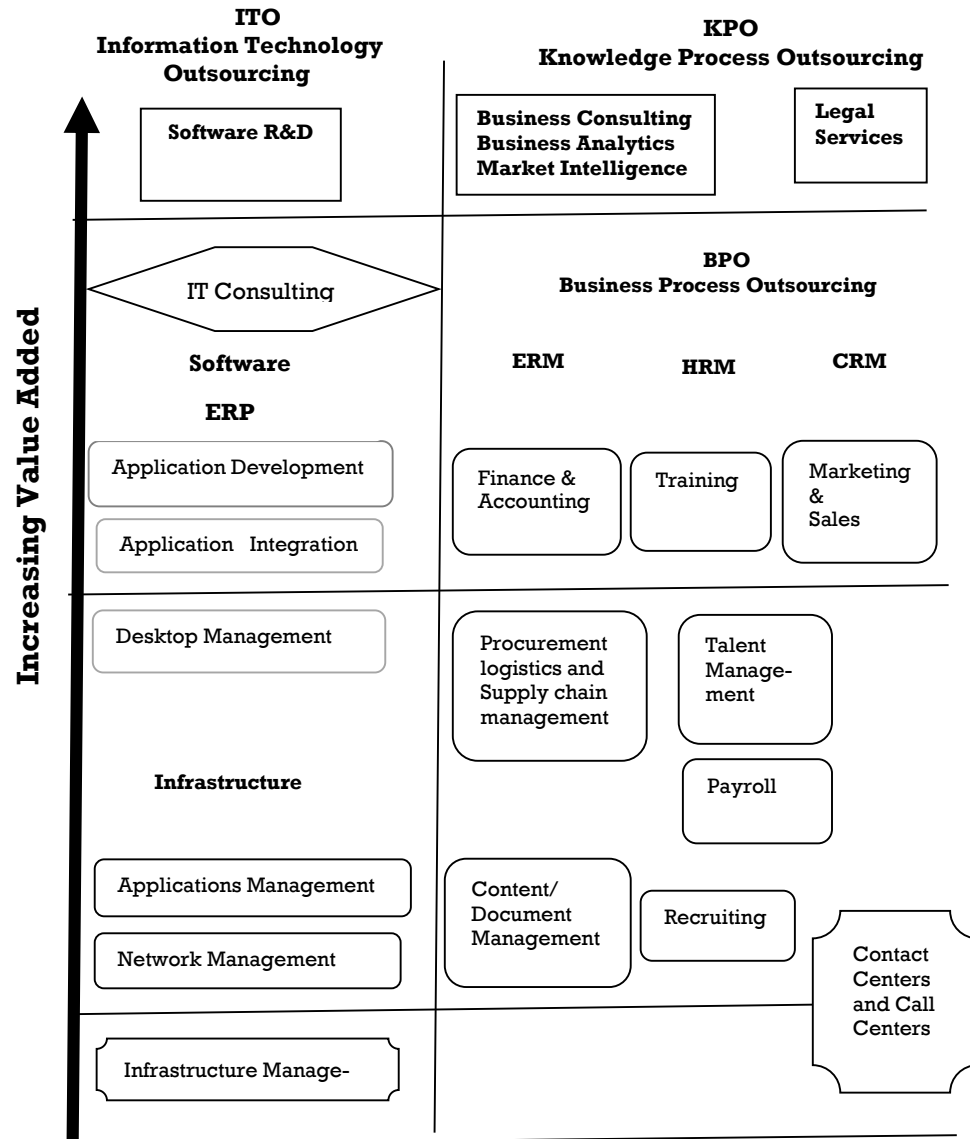 ITO
Information Technology
Outsourcing
KPO
Knowledge Process Outsourcing
Increasing Value Added
Software R&D
Business Consulting
Business Analytics
Market Intelligence
Legal
Services
IT Consulting
BPO
Business Process Outsourcing
Software
ERP
ERM
HRM
CRM
Application Development
Application Integration
Finance &
Accounting
Training
Marketing
&
Sales
Desktop Management
Procurement
logistics and
Supply chain
management
Talent
Manage-
ment
Infrastructure
Payroll
Applications Management
Network Management
Content/
Document
Management
Recruiting
Contact
Centers
and Call
Centers
Infrastructure Manage-